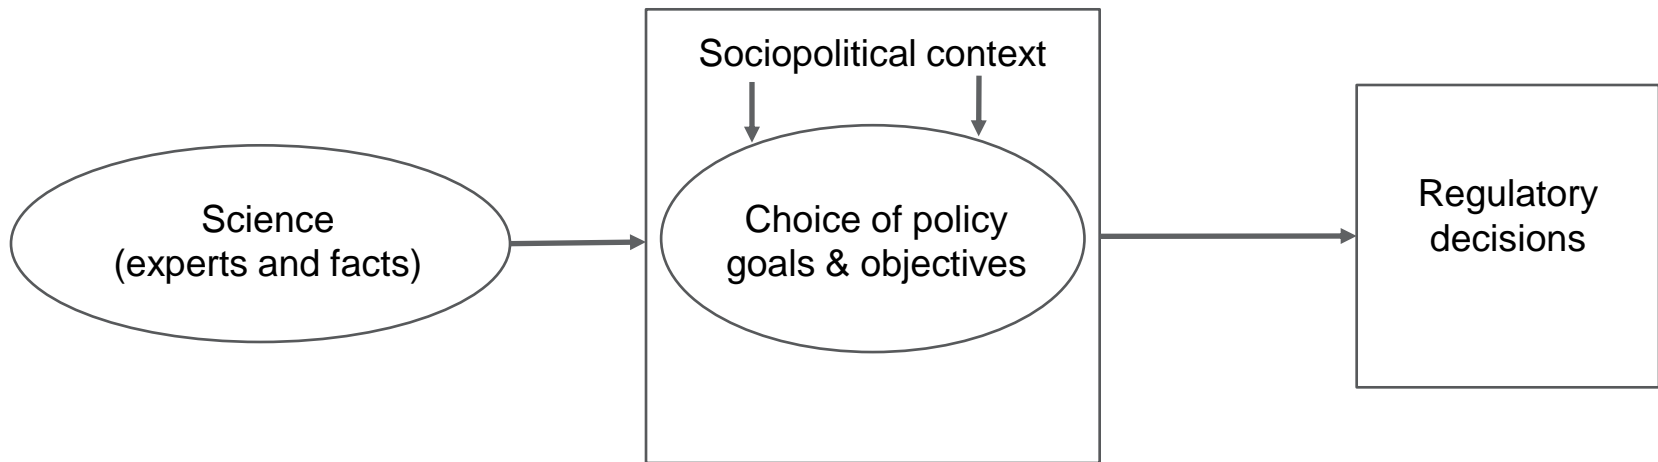 Sociopolitical context
Science
(experts and facts)
Choice of policy
goals & objectives
Regulatory
decisions